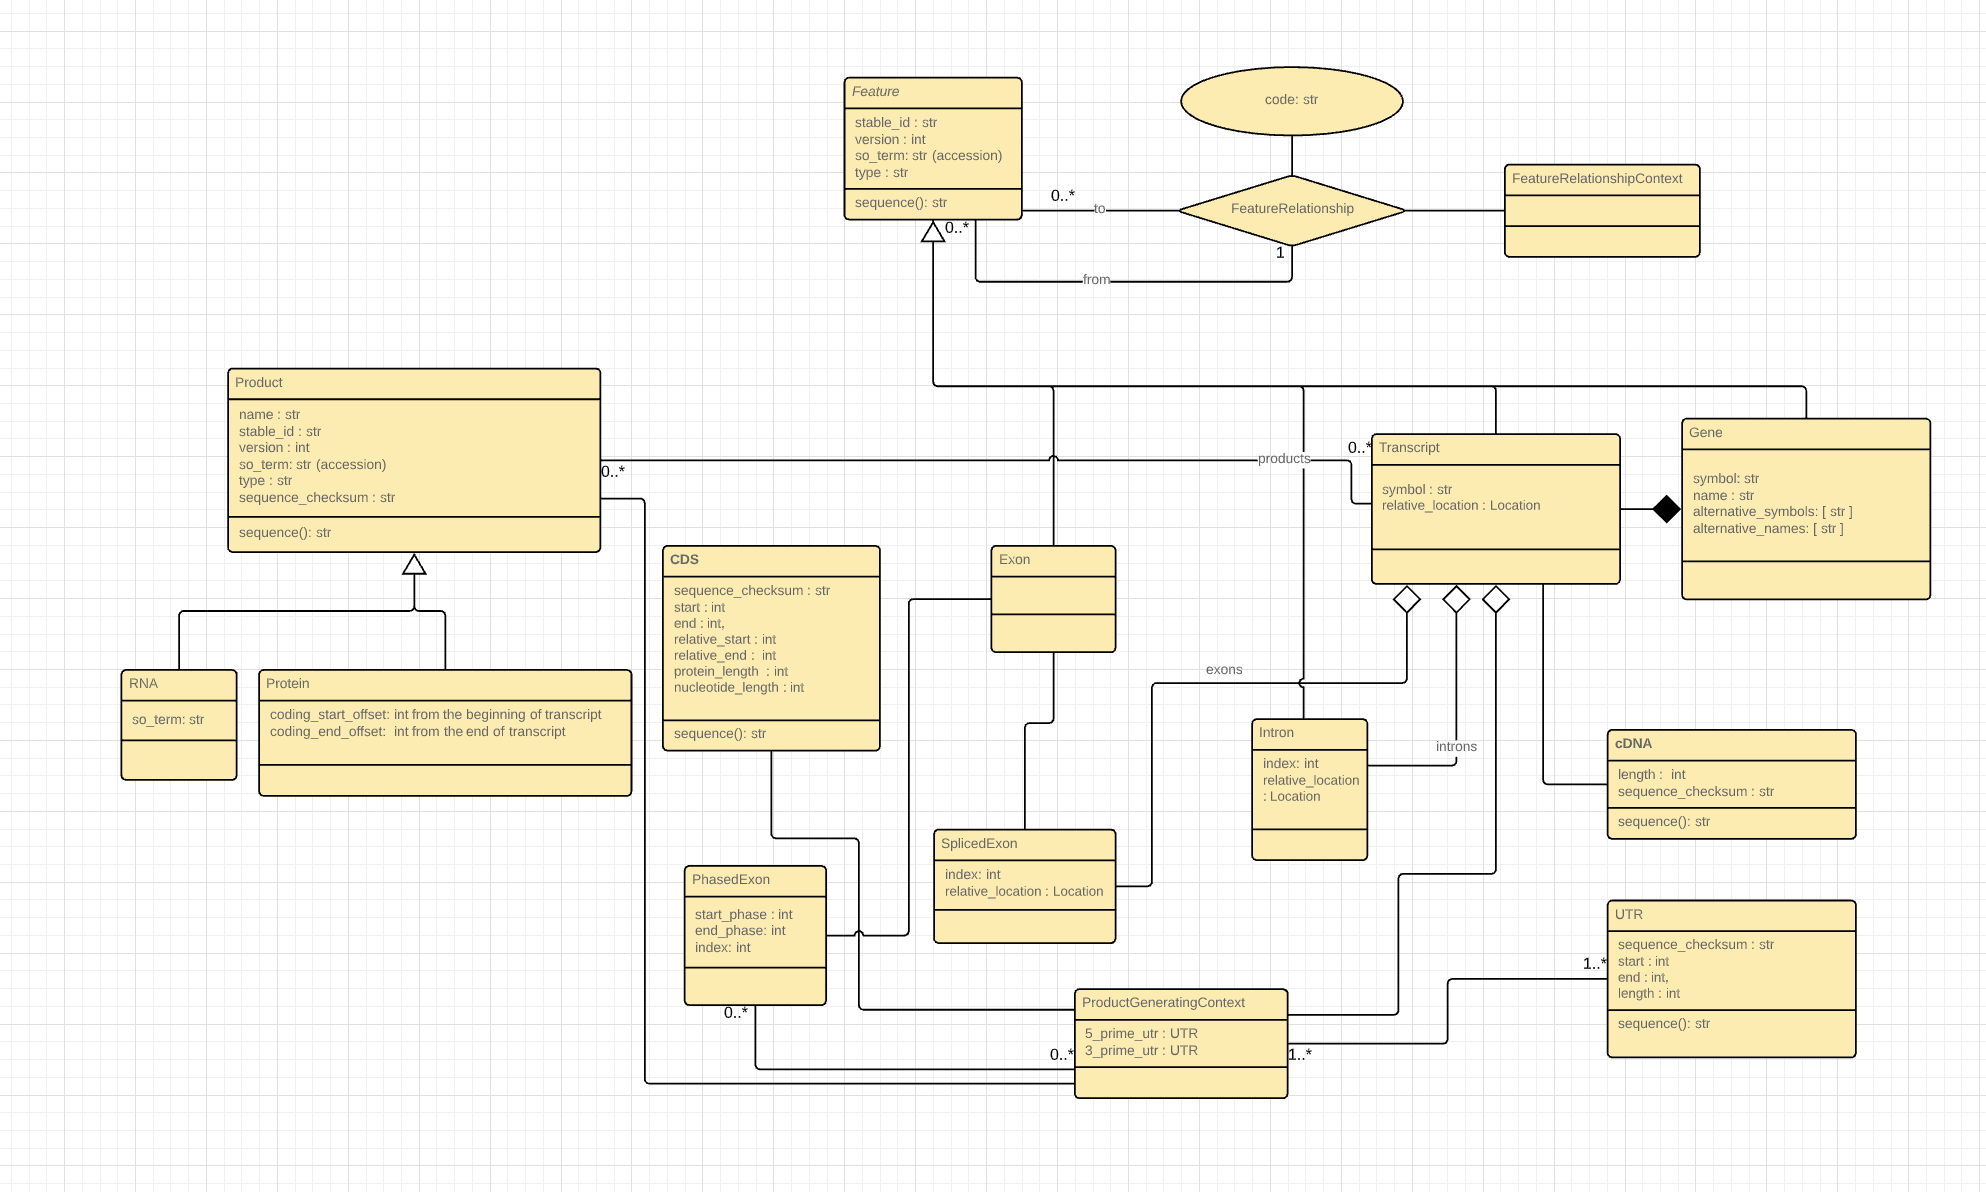 Feature
stable_id : str
version : int
so_term: str (accession)
type : str
sequence(): str
code: str
FeatureRelationship
FeatureRelationshipContext
0..*
to
0..*
1
from
Product
name : str
stable_id : str
version : int
so_term: str (accession)
type : str
sequence_checksum : str
sequence(): str
0..*
products
0..*
Transcript
symbol : str
relative_location : Location
Gene
symbol: str
name : str
alternative_symbols: [ str ]
alternative_names: [ str ]
CDS
sequence_checksum : str
start : int
end : int,
relative_start : int
relative_end :  int
protein_length  : int
nucleotide_length : int
sequence(): str
Exon
RNA
so_term: str
Protein
coding_start_offset: int from the beginning of transcript
coding_end_offset:  int from the end of transcript
exons
Intron
index: int
relative_location
: Location
introns
cDNA
length :  int
sequence_checksum : str
sequence(): str
SplicedExon
index: int
relative_location : Location
PhasedExon
start_phase : int
end_phase: int
index: int
0..*
ProductGeneratingContext
5_prime_utr : UTR
3_prime_utr : UTR
0..*
1..*
UTR
sequence_checksum : str
start : int
end : int,
length : int
sequence(): str
1..*